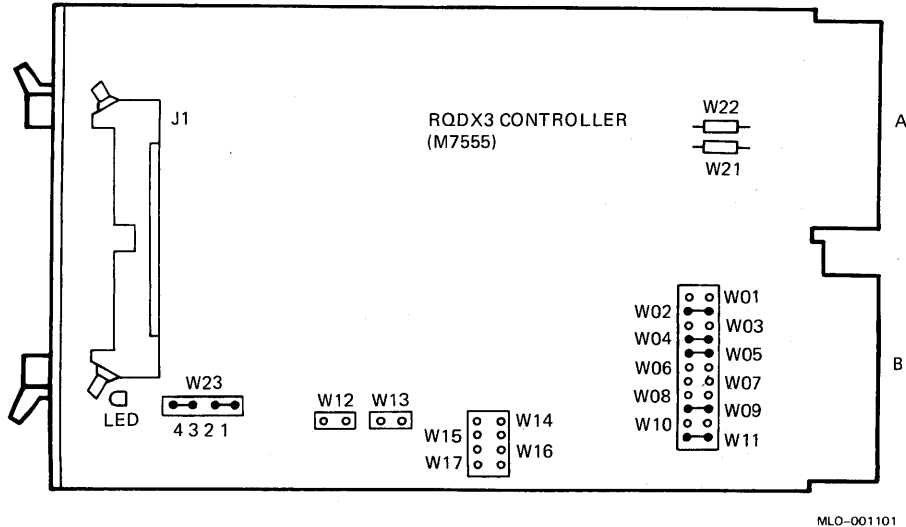 J1
RQDX3 CONTROLLER
(M7555)
W22
W21
A
W01
W02
W03
W04
W05
W06
W07
W08
W09
W10
W11
B
W23
4 3 2 1
LED
W12
W13
W14
W15
W16
W17
MLO-001101